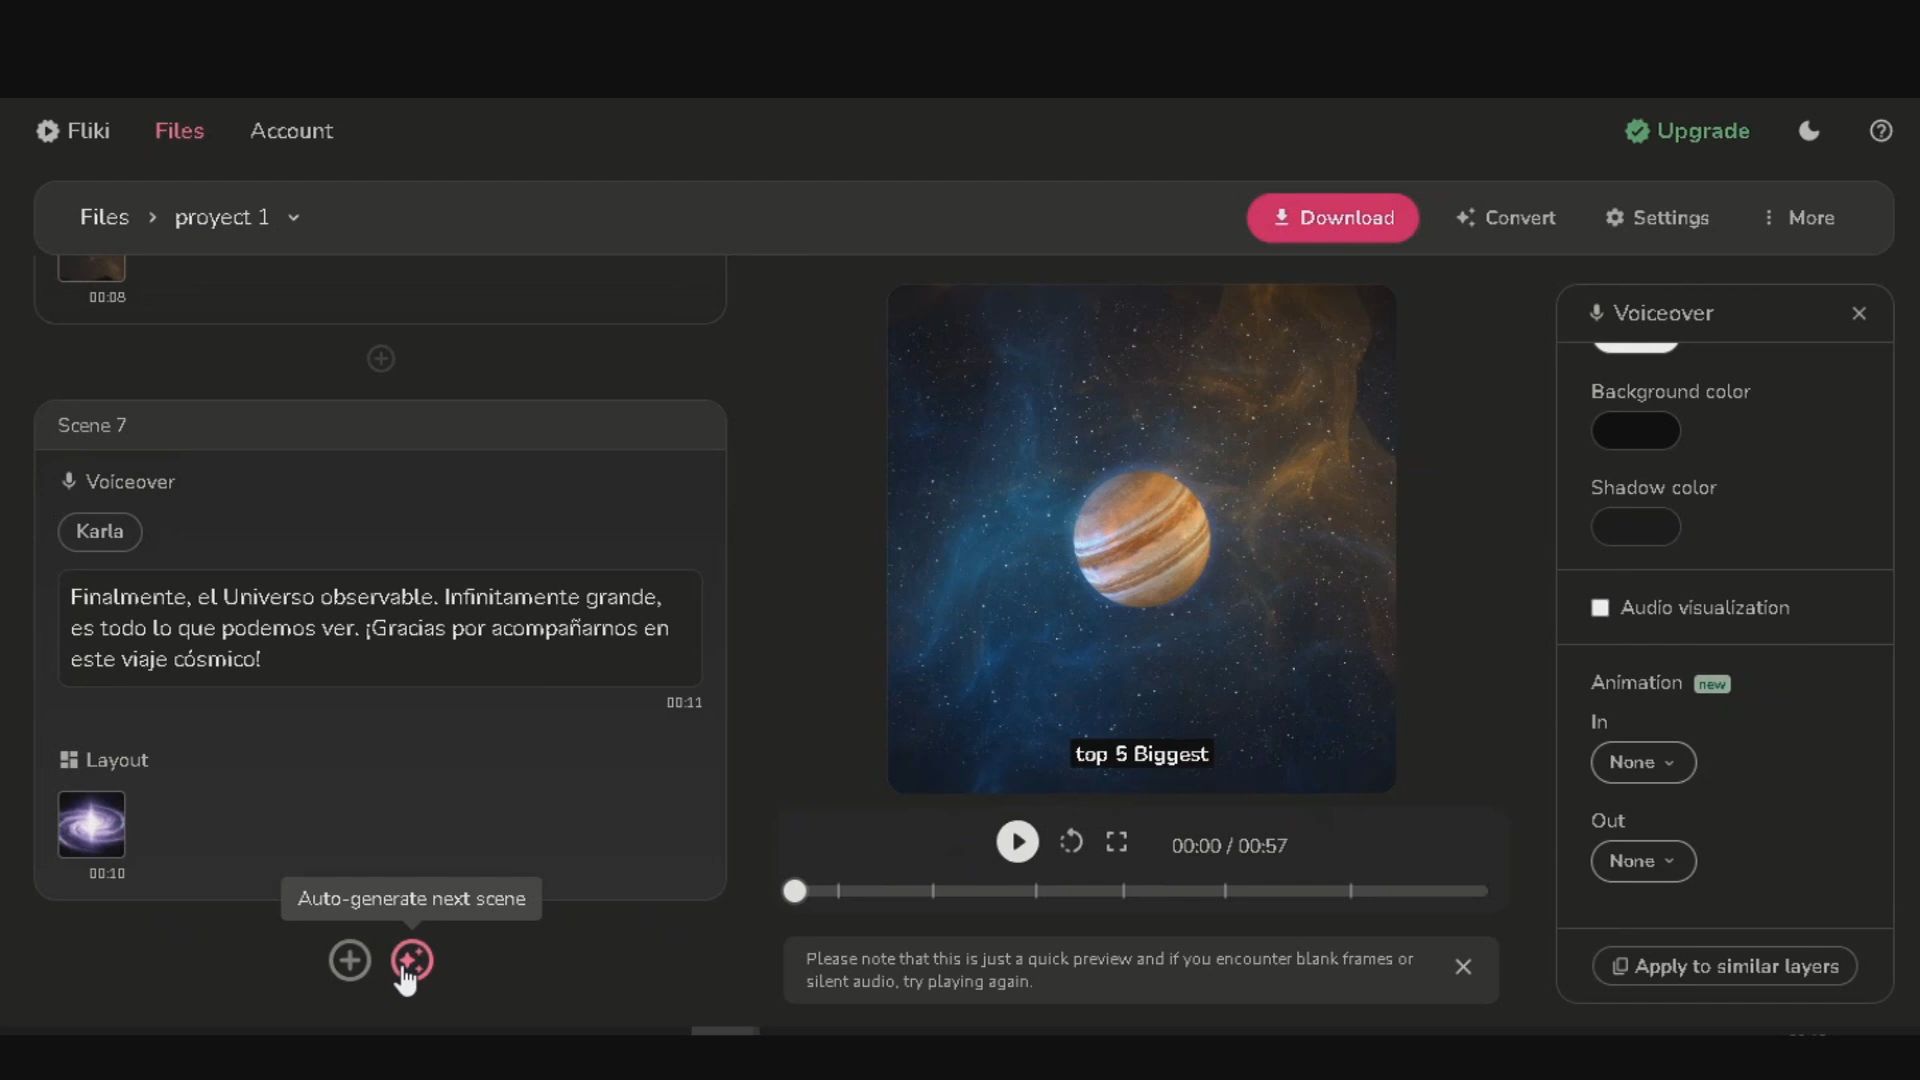 Fliki Files Account
Upgrade
Files > proyect 1
Download Convert Settings More
00:08
Scene 7
Voiceover
Karla
Finalmente, el Universo observable. Infinitamente grande,
es todo lo que podemos ver. ¡Gracias por acompañarnos en
este viaje cósmico!
00:11
Layout
00:10
Auto-generate next scene
top 5 Biggest
00:00 / 00:57
Please note that this is just a quick preview and if you encounter blank frames or
silent audio, try playing again.
Voiceover
Background color
Shadow color
Audio visualization
Animation new
In
None
Out
None
Apply to similar layers